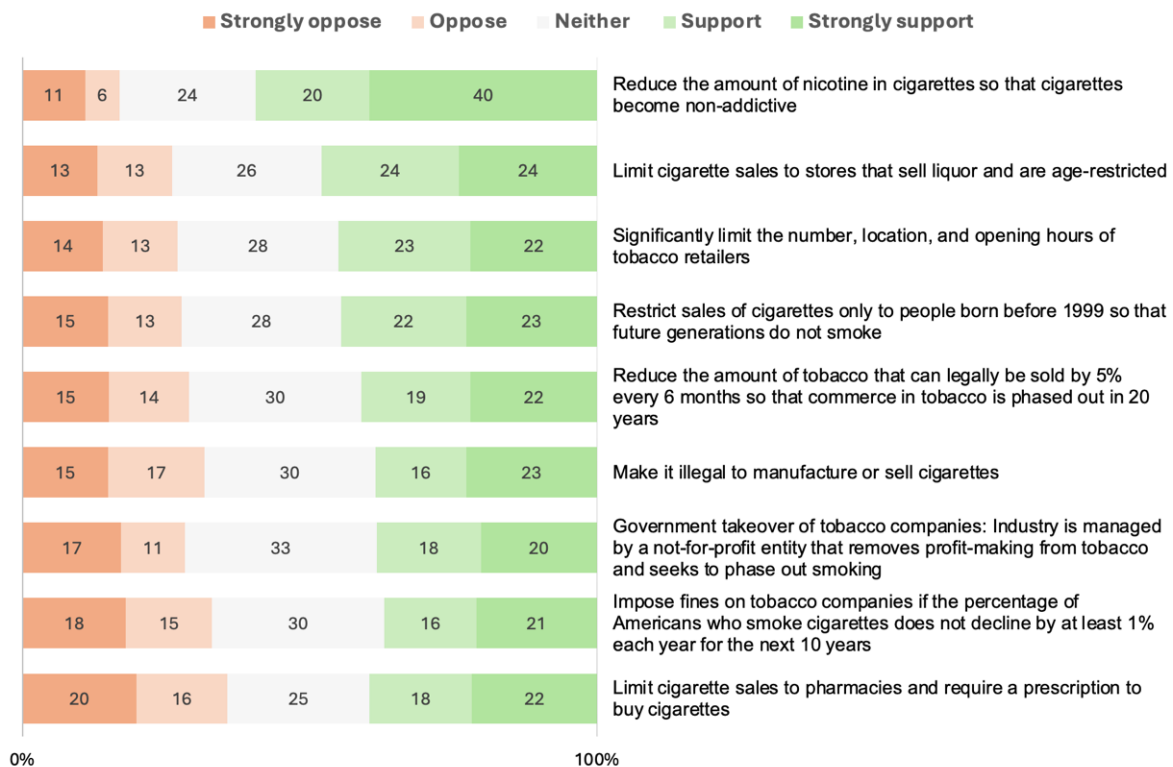 Strongly oppose Oppose Neither Support Strongly support
11 6 24 20 40
Reduce the amount of nicotine in cigarettes so that cigarettes
become non-addictive
13 13 26 24 24
Limit cigarette sales to stores that sell liquor and are age-restricted
14 13 28 23 22
Significantly limit the number, location, and opening hours of
tobacco retailers
15 13 28 22 23
Restrict sales of cigarettes only to people born before 1999 so that
future generations do not smoke
15 14 30 19 22
Reduce the amount of tobacco that can legally be sold by 5%
every 6 months so that commerce in tobacco is phased out in 20
years
15 17 30 16 23
Make it illegal to manufacture or sell cigarettes
17 11 33 18 20
Government takeover of tobacco companies: Industry is managed
by a not-for-profit entity that removes profit-making from tobacco
and seeks to phase out smoking
18 15 30 16 21
Impose fines on tobacco companies if the percentage of
Americans who smoke cigarettes does not decline by at least 1%
each year for the next 10 years
20 16 25 18 22
Limit cigarette sales to pharmacies and require a prescription to
buy cigarettes
0% 100%